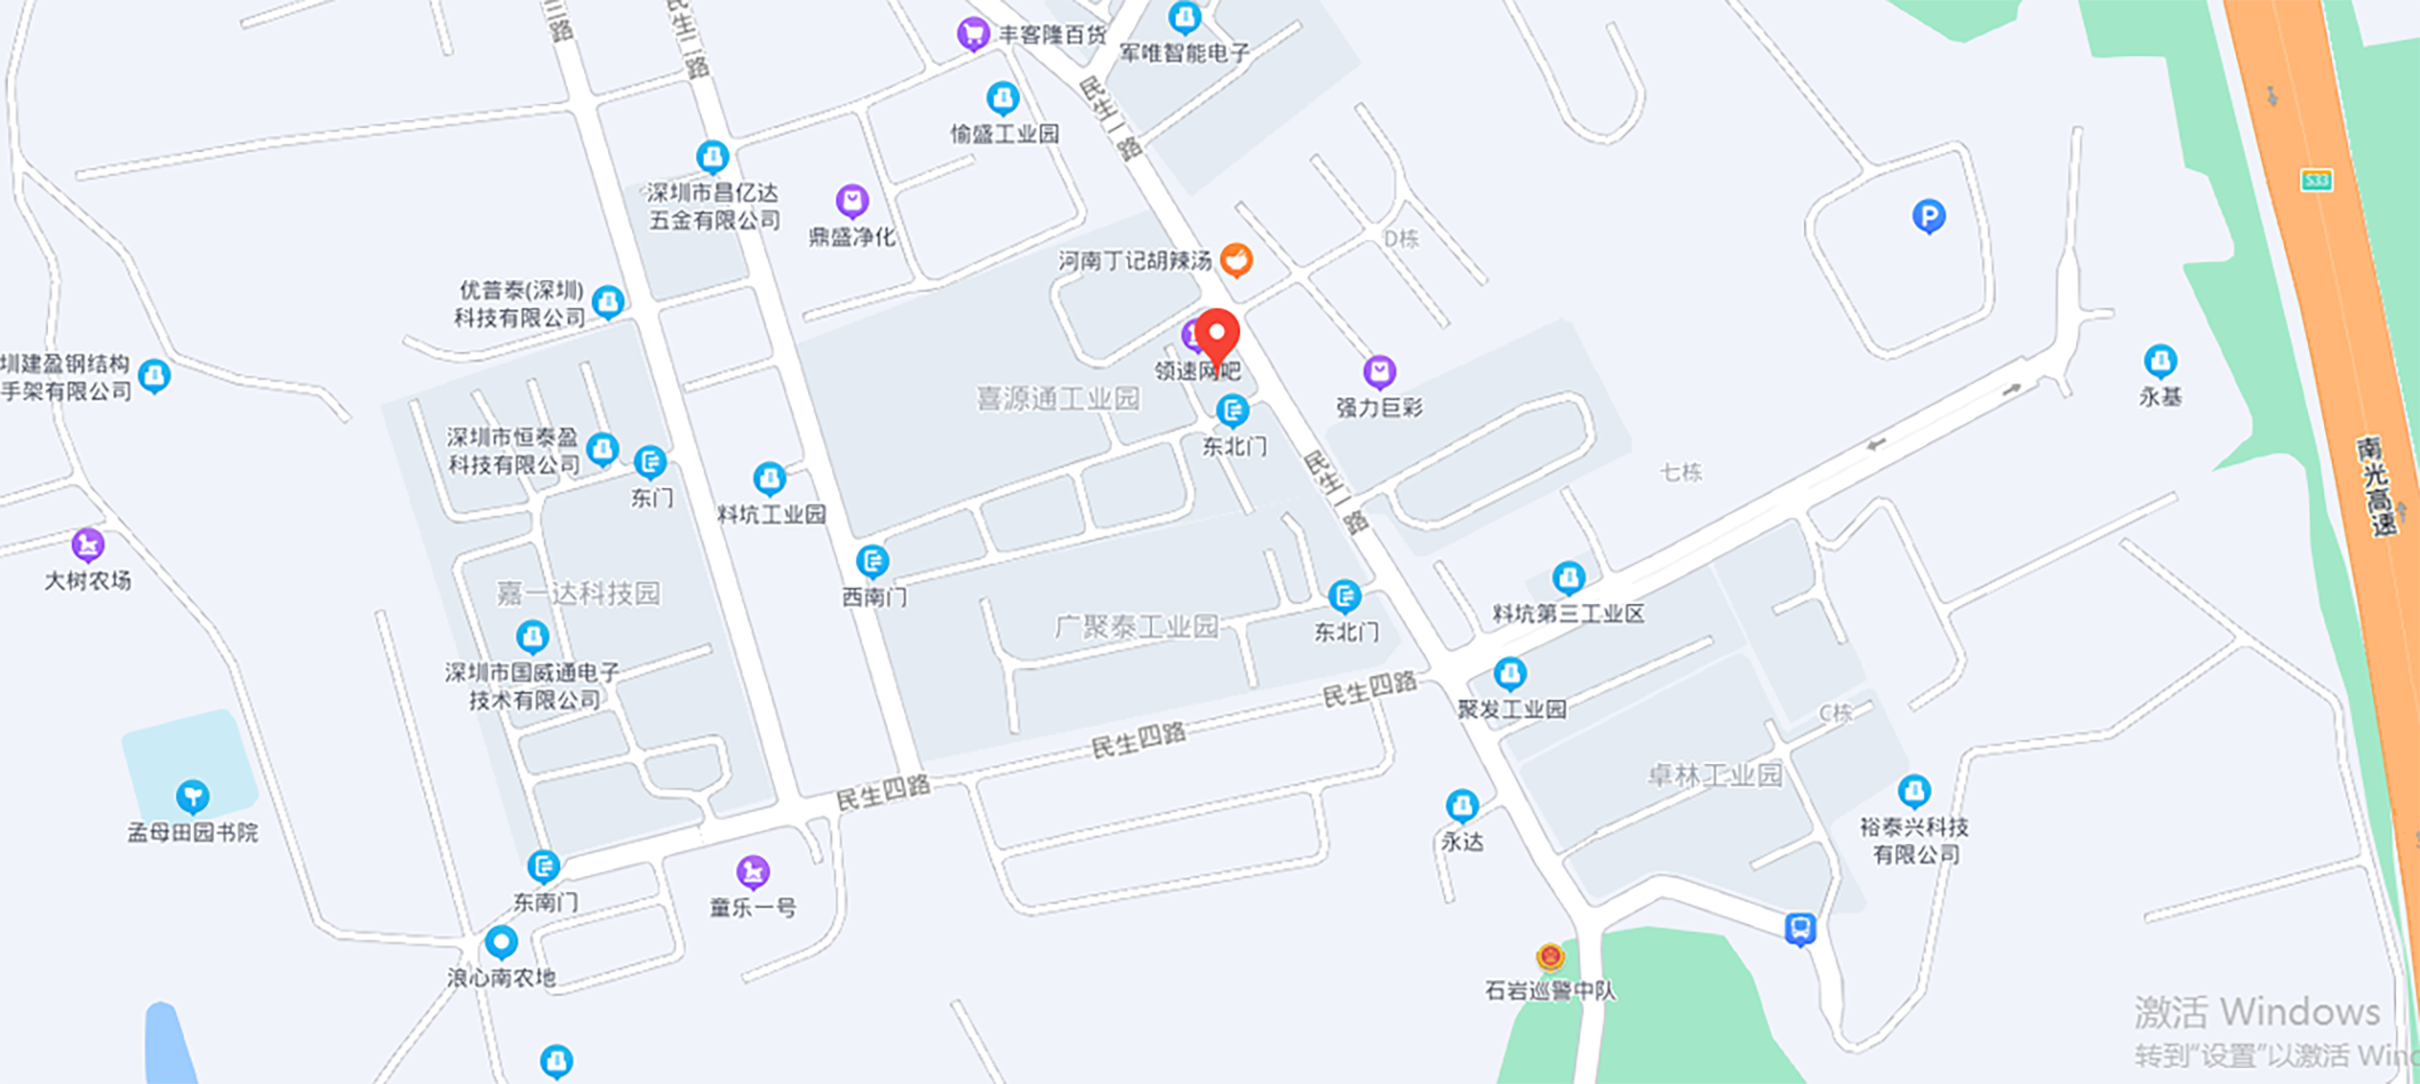 三路
民生二路
丰客隆百货
军唯智能电子
民生一路
愉盛工业园
S33
深圳市昌亿达
五金有限公司
鼎盛净化
D栋
P
河南丁记胡辣汤
优普泰(深圳)
科技有限公司
圳建盈钢结构
手架有限公司
领速网吧
喜源通工业园
强力巨彩
永基
东北门
深圳市恒泰盈
科技有限公司
东门
七栋
南光高速
民生一路
料坑工业园
大树农场
西南门
嘉一达科技园
广聚泰工业园
东北门
料坑第三工业区
深圳市国威通电子
技术有限公司
民生四路
聚发工业园
C栋
民生四路
卓林工业园
民生四路
孟母田园书院
永达
裕泰兴科技
有限公司
东南门
童乐一号
浪心南农地
石岩巡警中队
激活 Windows
转到"设置"以激活 Win